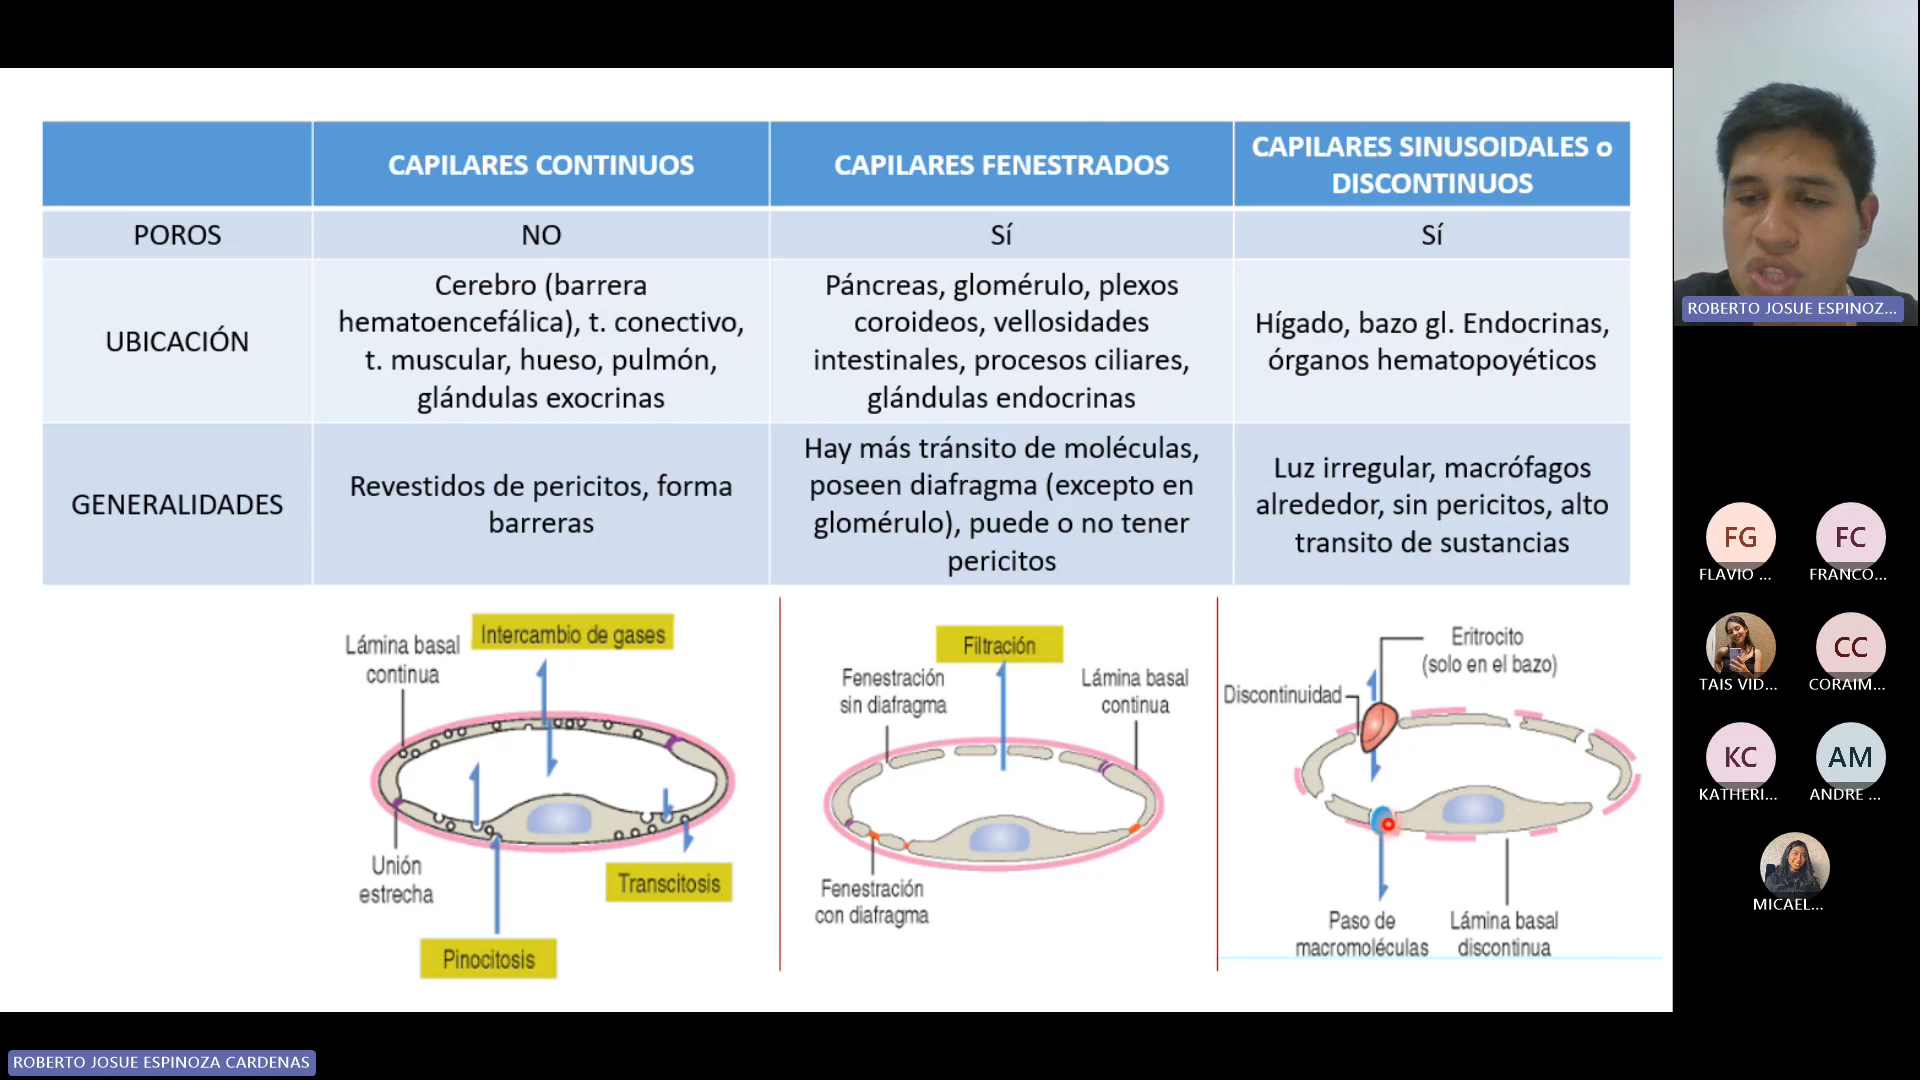 CAPILARES CONTINUOS
CAPILARES FENESTRADOS
CAPILARES SINUSOIDALES o
DISCONTINUOS
POROS
NO
Sí
Sí
UBICACIÓN
Cerebro (barrera
hematoencefálica), t. conectivo,
t. muscular, hueso, pulmón,
glándulas exocrinas
Páncreas, glomérulo, plexos
coroideos, vellosidades
intestinales, procesos ciliares,
glándulas endocrinas
Hígado, bazo gl. Endocrinas,
órganos hematopoyéticos
GENERALIDADES
Revestidos de pericitos, forma
barreras
Hay más tránsito de moléculas,
poseen diafragma (excepto en
glomérulo), puede o no tener
pericitos
Luz irregular, macrófagos
alrededor, sin pericitos, alto
transito de sustancias
Lámina basal
continua
Intercambio de gases
Unión
estrecha
Transcitosis
Pinocitosis
Filtración
Fenestración
sin diafragma
Lámina basal
continua
Fenestración
con diafragma
Eritrocito
(solo en el bazo)
Discontinuidad
Paso de
macromoléculas
Lámina basal
discontinua
ROBERTO JOSUE ESPINOZ...
FG
FLAVIO ...
FC
FRANCO...
TAIS VID...
CC
CORAIM...
KC
KATHERI...
AM
ANDRE ...
MICAEL...
ROBERTO JOSUE ESPINOZA CARDENAS